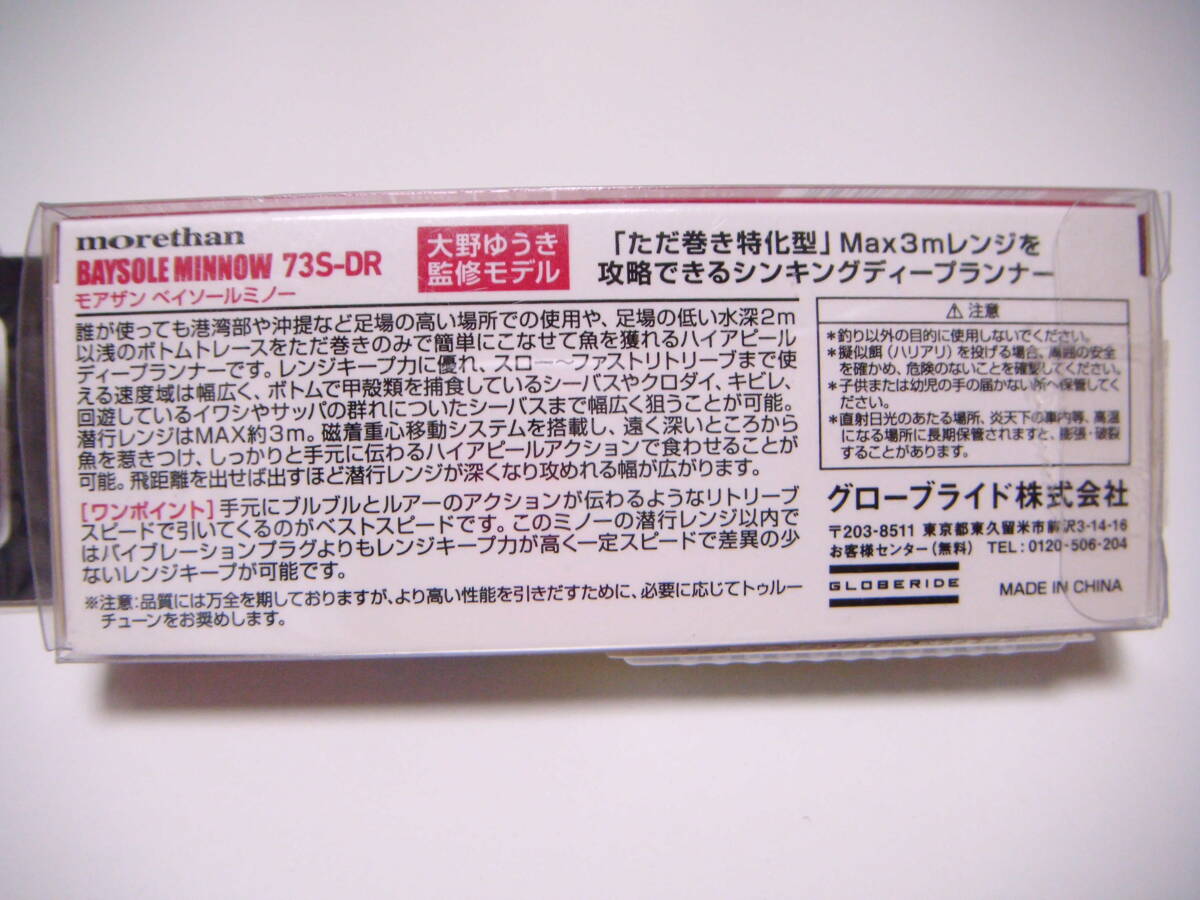 morethan
BAYSOLE MINNOW 73S-DR
モアザン ベイソールミノー
大野ゆうき
監修モデル
「ただ巻き特化型」Max3mレンジを
攻略できるシンキングディープランナー
誰が使っても港湾部や沖提など足場の高い場所での使用や、足場の低い水深2m
以浅のボトムトレースをただ巻きのみで簡単にこなせて魚を獲れるハイアピール
ディープランナーです。レンジキープ力に優れ、スロー〜ファストリトリーブまで使
える速度域は幅広く、ボトムで甲殻類を捕食しているシーバスやクロダイ、キビレ、
回遊しているイワシやサッパの群れについたシーバスまで幅広く狙うことが可能。
潜行レンジはMAX約3m。磁着重心移動システムを搭載し、遠く深いところから
魚を惹きつけ、しっかりと手元に伝わるハイアピールアクションで食わせることが
可能。飛距離を出せば出すほど潜行レンジが深くなり攻めれる幅が広がります。
[ワンポイント]手元にブルブルとルアーのアクションが伝わるようなリトリーブ
スピードで引いてくるのがベストスピードです。このミノーの潜行レンジ以内で
はバイブレーションプラグよりもレンジキープ力が高く一定スピードで差異の少
ないレンジキープが可能です。
※注意:品質には万全を期しておりますが、より高い性能を引きだすために、必要に応じてトゥルー
チューンをお奨めします。
⚠注意
*釣り以外の目的に使用しないでください。
*擬似餌(ハリアリ)を投げる場合、周囲の安全
を確かめ、危険のないことを確認してください。
*子供または幼児の手の届かない所へ保管してく
ださい。
*直射日光のあたる場所、炎天下の車内等、高温
になる場所に長期保管されますと、膨張・破裂
することがあります。
グローブライド株式会社
〒203-8511 東京都東久留米市前沢3-14-16
お客様センター(無料) TEL:0120-506-204
GLOBERIDE
MADE IN CHINA